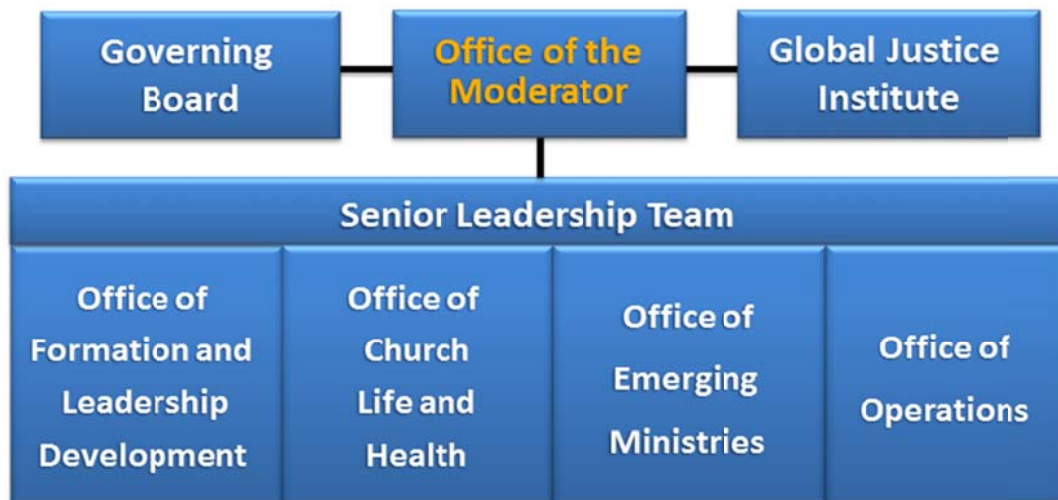 Governing
Board
Office of the
Moderator
Global Justice
Institute
Senior Leadership Team
Office of
Formation and
Leadership
Development
Office of
Church
Life and
Health
Office of
Emerging
Ministries
Office of
Operations